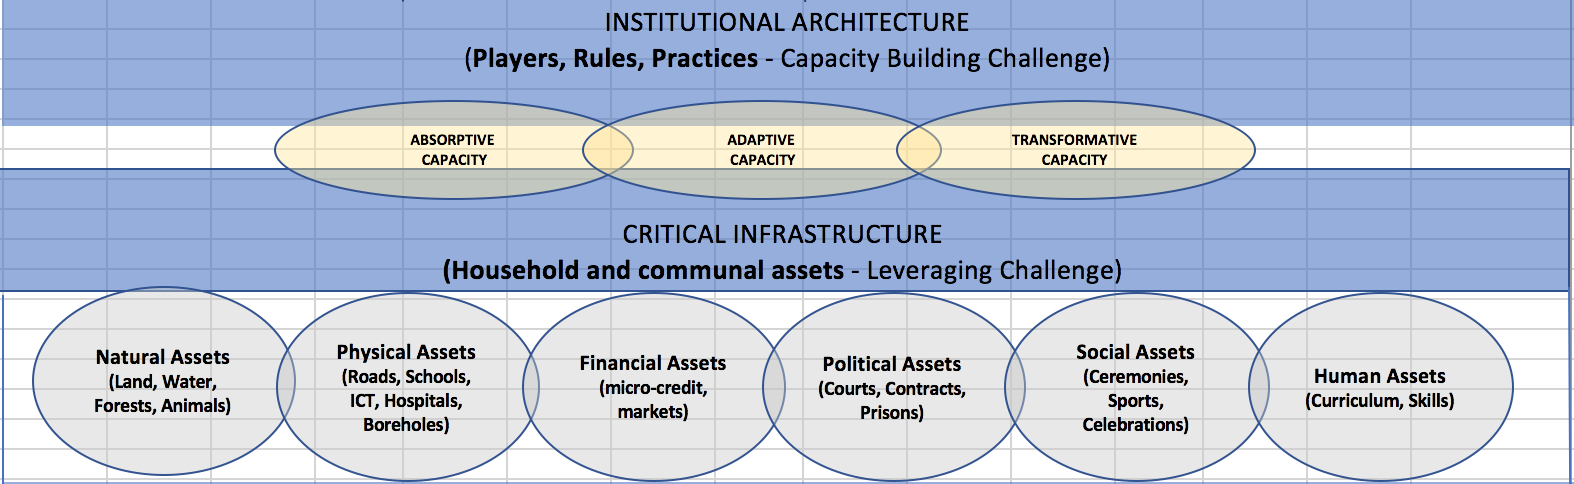 INSTITUTIONAL ARCHITECTURE
(Players, Rules, Practices - Capacity Building Challenge)
ABSORPTIVE
CAPACITY
ADAPTIVE
CAPACITY
TRANSFORMATIVE
CAPACITY
CRITICAL INFRASTRUCTURE
(Household and communal assets - Leveraging Challenge)
Natural Assets
(Land, Water,
Forests, Animals)
Physical Assets
(Roads, Schools,
ICT, Hospitals,
Boreholes)
Financial Assets
(micro-credit,
markets)
Political Assets
(Courts, Contracts,
Prisons)
Social Assets
(Ceremonies,
Sports,
Celebrations)
Human Assets
(Curriculum, Skills)